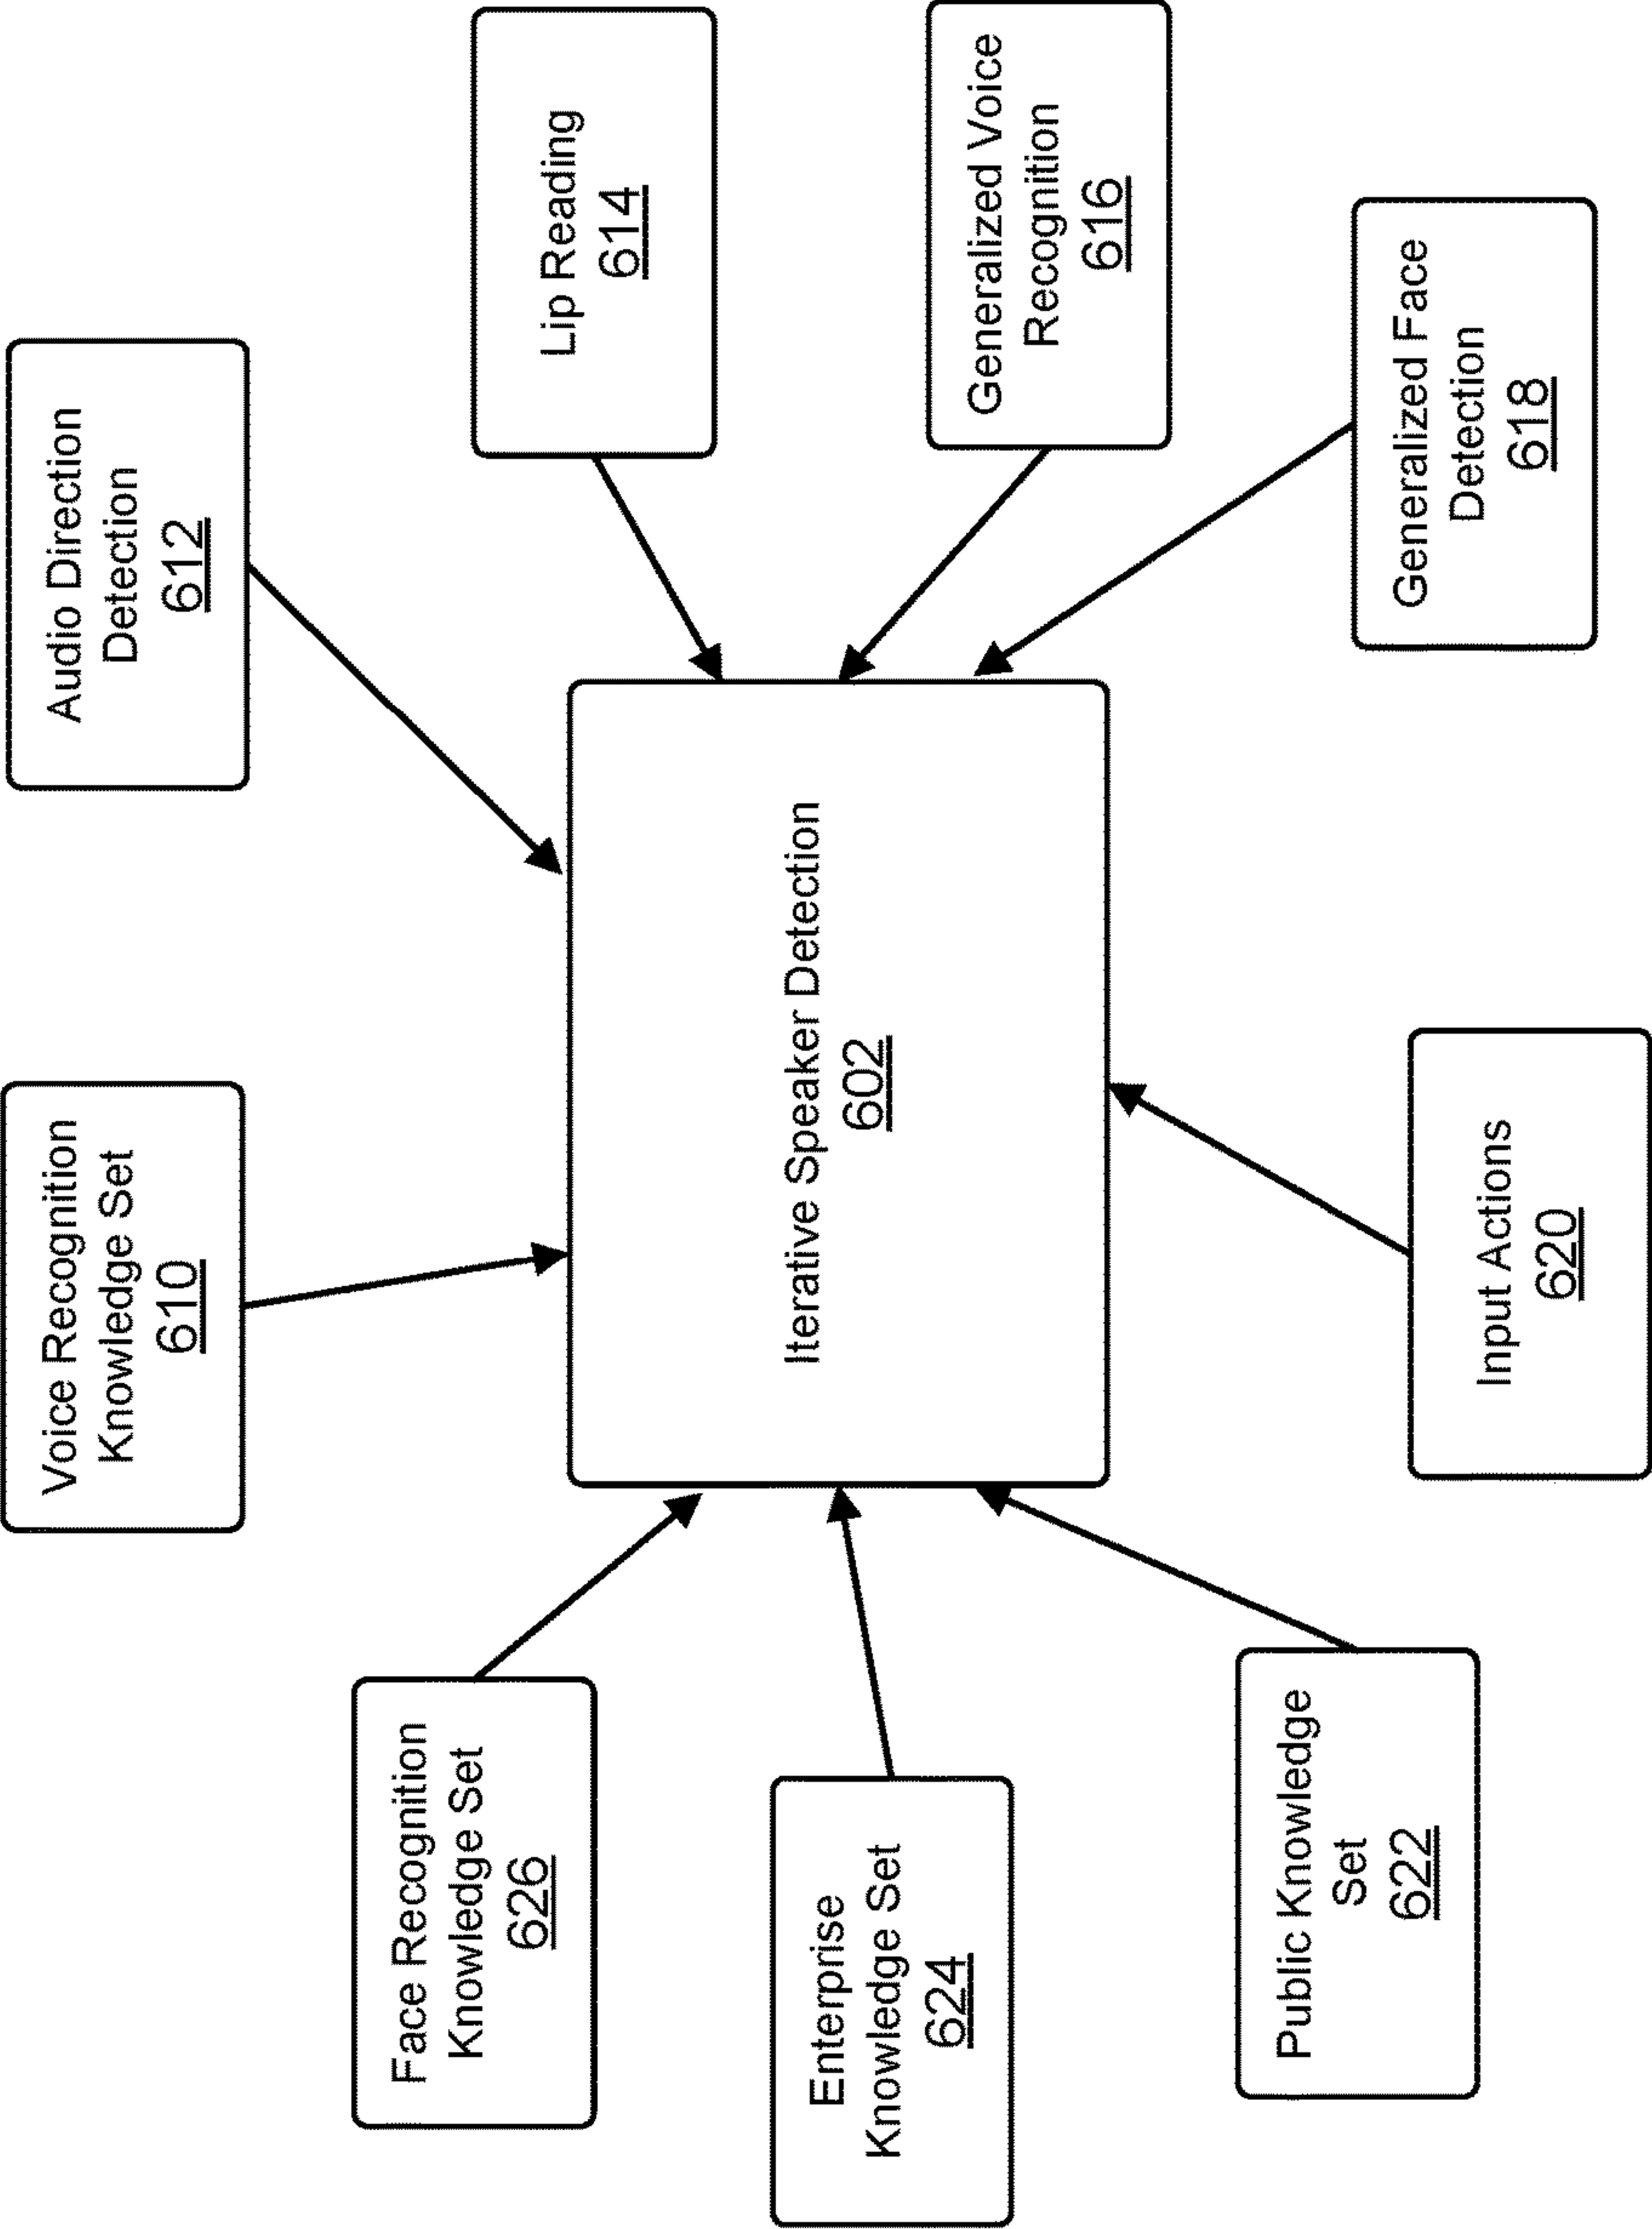 Voice Recognition
Knowledge Set
610
Audio Direction
Detection
612
Lip Reading
614
Generalized Voice
Recognition
616
Generalized Face
Detection
618
Iterative Speaker Detection
602
Input Actions
620
Face Recognition
Knowledge Set
626
Enterprise
Knowledge Set
624
Public Knowledge
Set
622